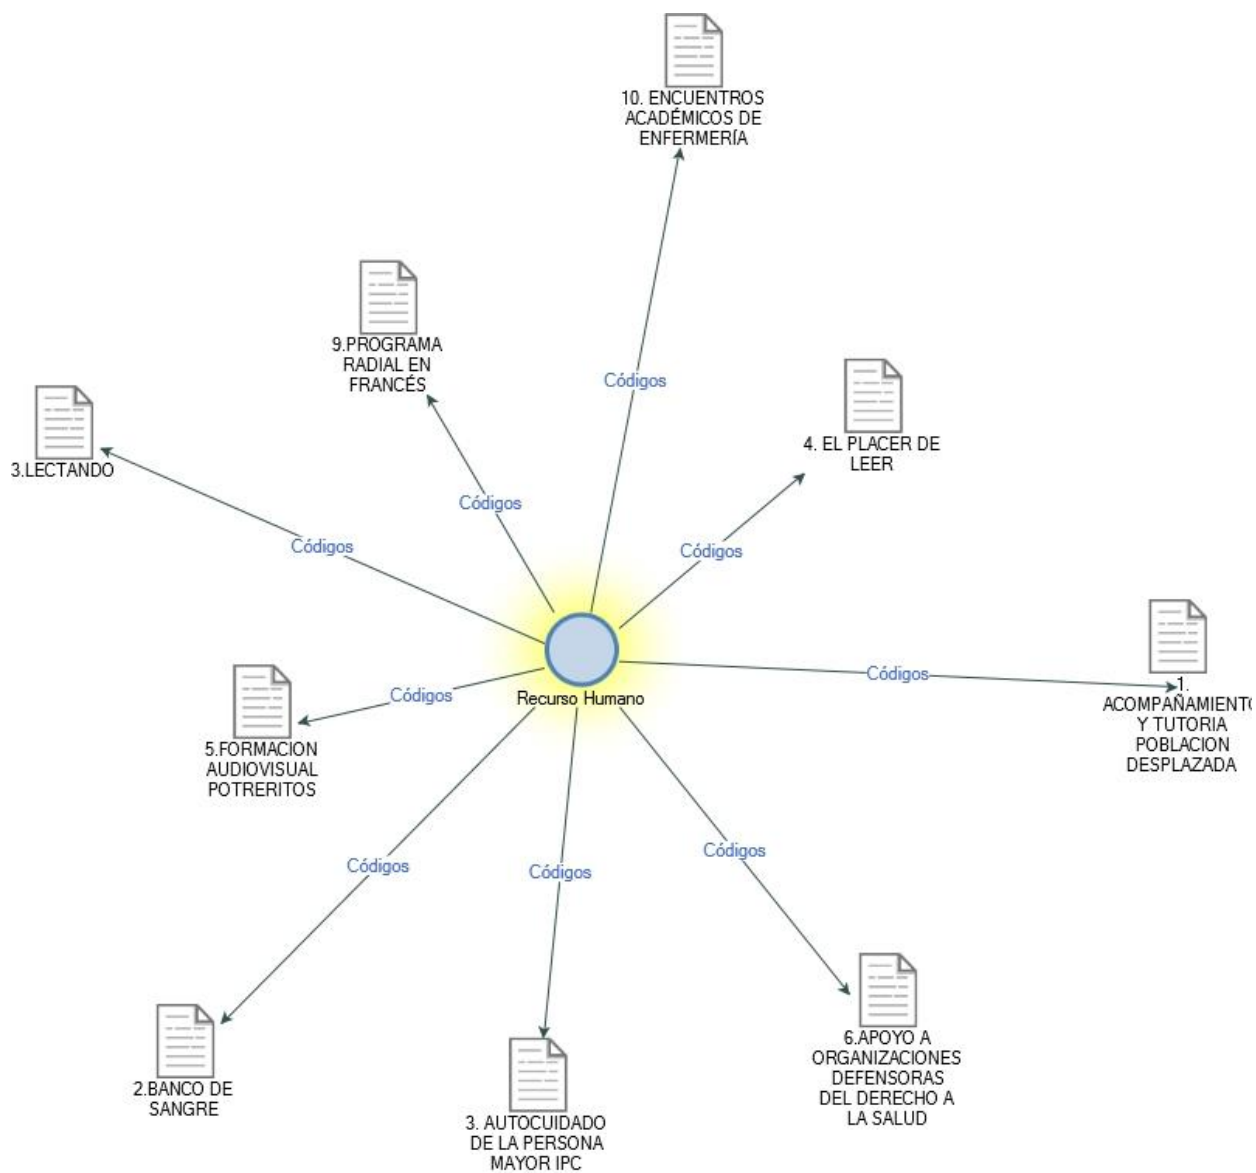 10. ENCUENTROS
ACADÉMICOS DE
ENFERMERÍA
9.PROGRAMA
RADIAL EN
FRANCÉS
Códigos
4. EL PLACER DE
LEER
3.LECTANDO
Códigos
Códigos
Códigos
Recurso Humano
Códigos
1.
ACOMPAÑAMIENTO
Y TUTORIA
POBLACION
DESPLAZADA
Códigos
5.FORMACION
AUDIOVISUAL
POTRERITOS
Códigos
Códigos
Códigos
2.BANCO DE
SANGRE
3. AUTOCUIDADO
DE LA PERSONA
MAYOR IPC
6.APOYO A
ORGANIZACIONES
DEFENSORAS
DEL DERECHO A
LA SALUD